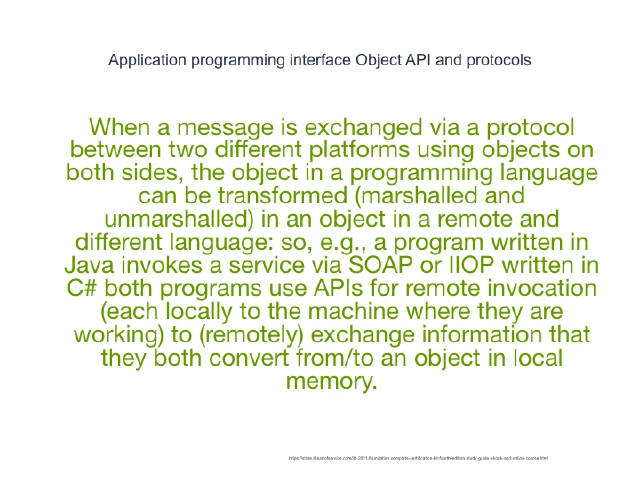 Application programming interface Object API and protocols
When a message is exchanged via a protocol
between two different platforms using objects on
both sides, the object in a programming language
can be transformed (marshalled and
unmarshalled) in an object in a remote and
different language: so, e.g., a program written in
Java invokes a service via SOAP or IIOP written in
C# both programs use APIs for remote invocation
(each locally to the machine where they are
working) to (remotely) exchange information that
they both convert from/to an object in local
memory.